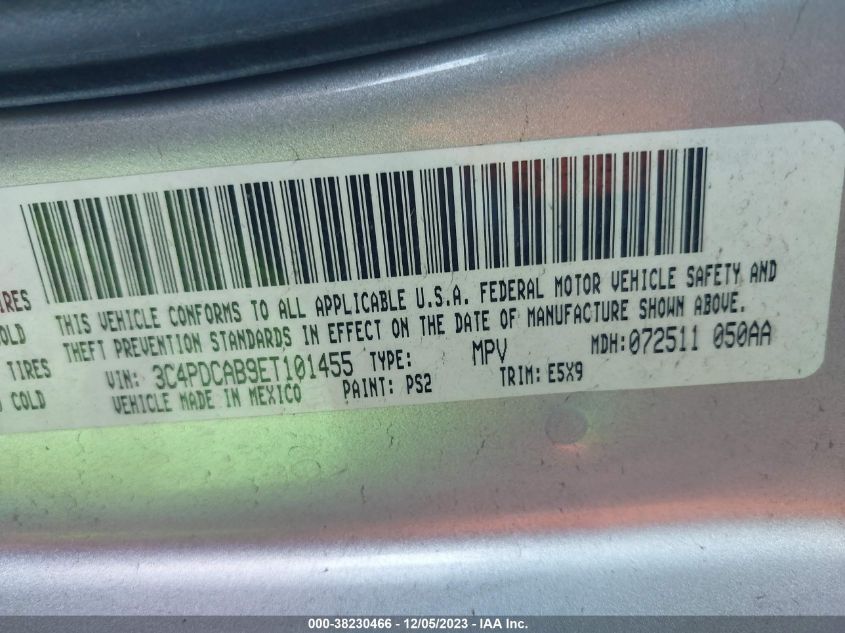 THIS VEHICLE CONFORMS TO ALL APPLICABLE U.S.A. FEDERAL MOTOR VEHICLE SAFETY AND
THEFT PREVENTION STANDARDS IN EFFECT ON THE DATE OF MANUFACTURE SHOWN ABOVE.
VIN: 3C4PDCAB9ET101455 TYPE: MPV MDH:072511 050AA
VEHICLE MADE IN MEXICO PAINT: PS2 TRIM: E5X9
TIRES
COLD
000-38230466 - 12/05/2023 - IAA Inc.